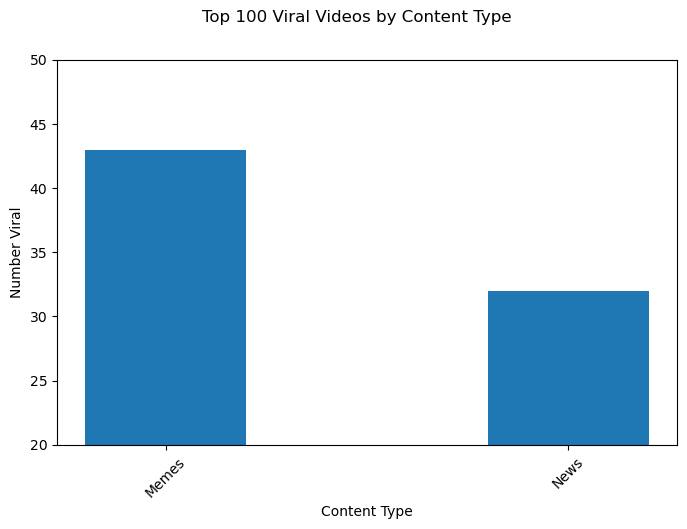 Top 100 Viral Videos by Content Type
50
45
40
35
30
25
20
Number Viral
Memes
News
Content Type